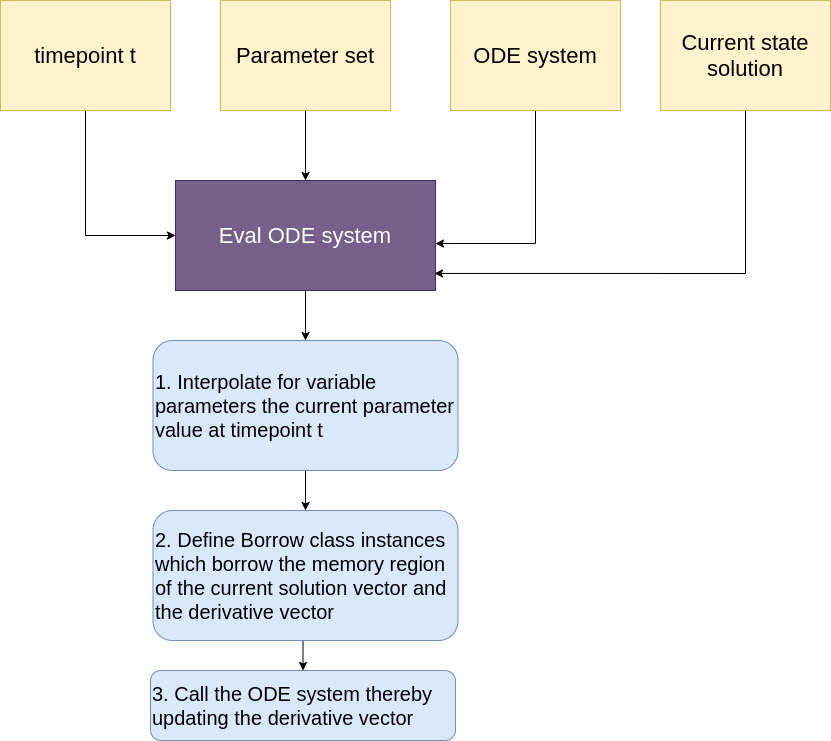 timepoint t
Parameter set
ODE system
Current state
solution
Eval ODE system
1. Interpolate for variable
parameters the current parameter
value at timepoint t
2. Define Borrow class instances
which borrow the memory region
of the current solution vector and
the derivative vector
3. Call the ODE system thereby
updating the derivative vector